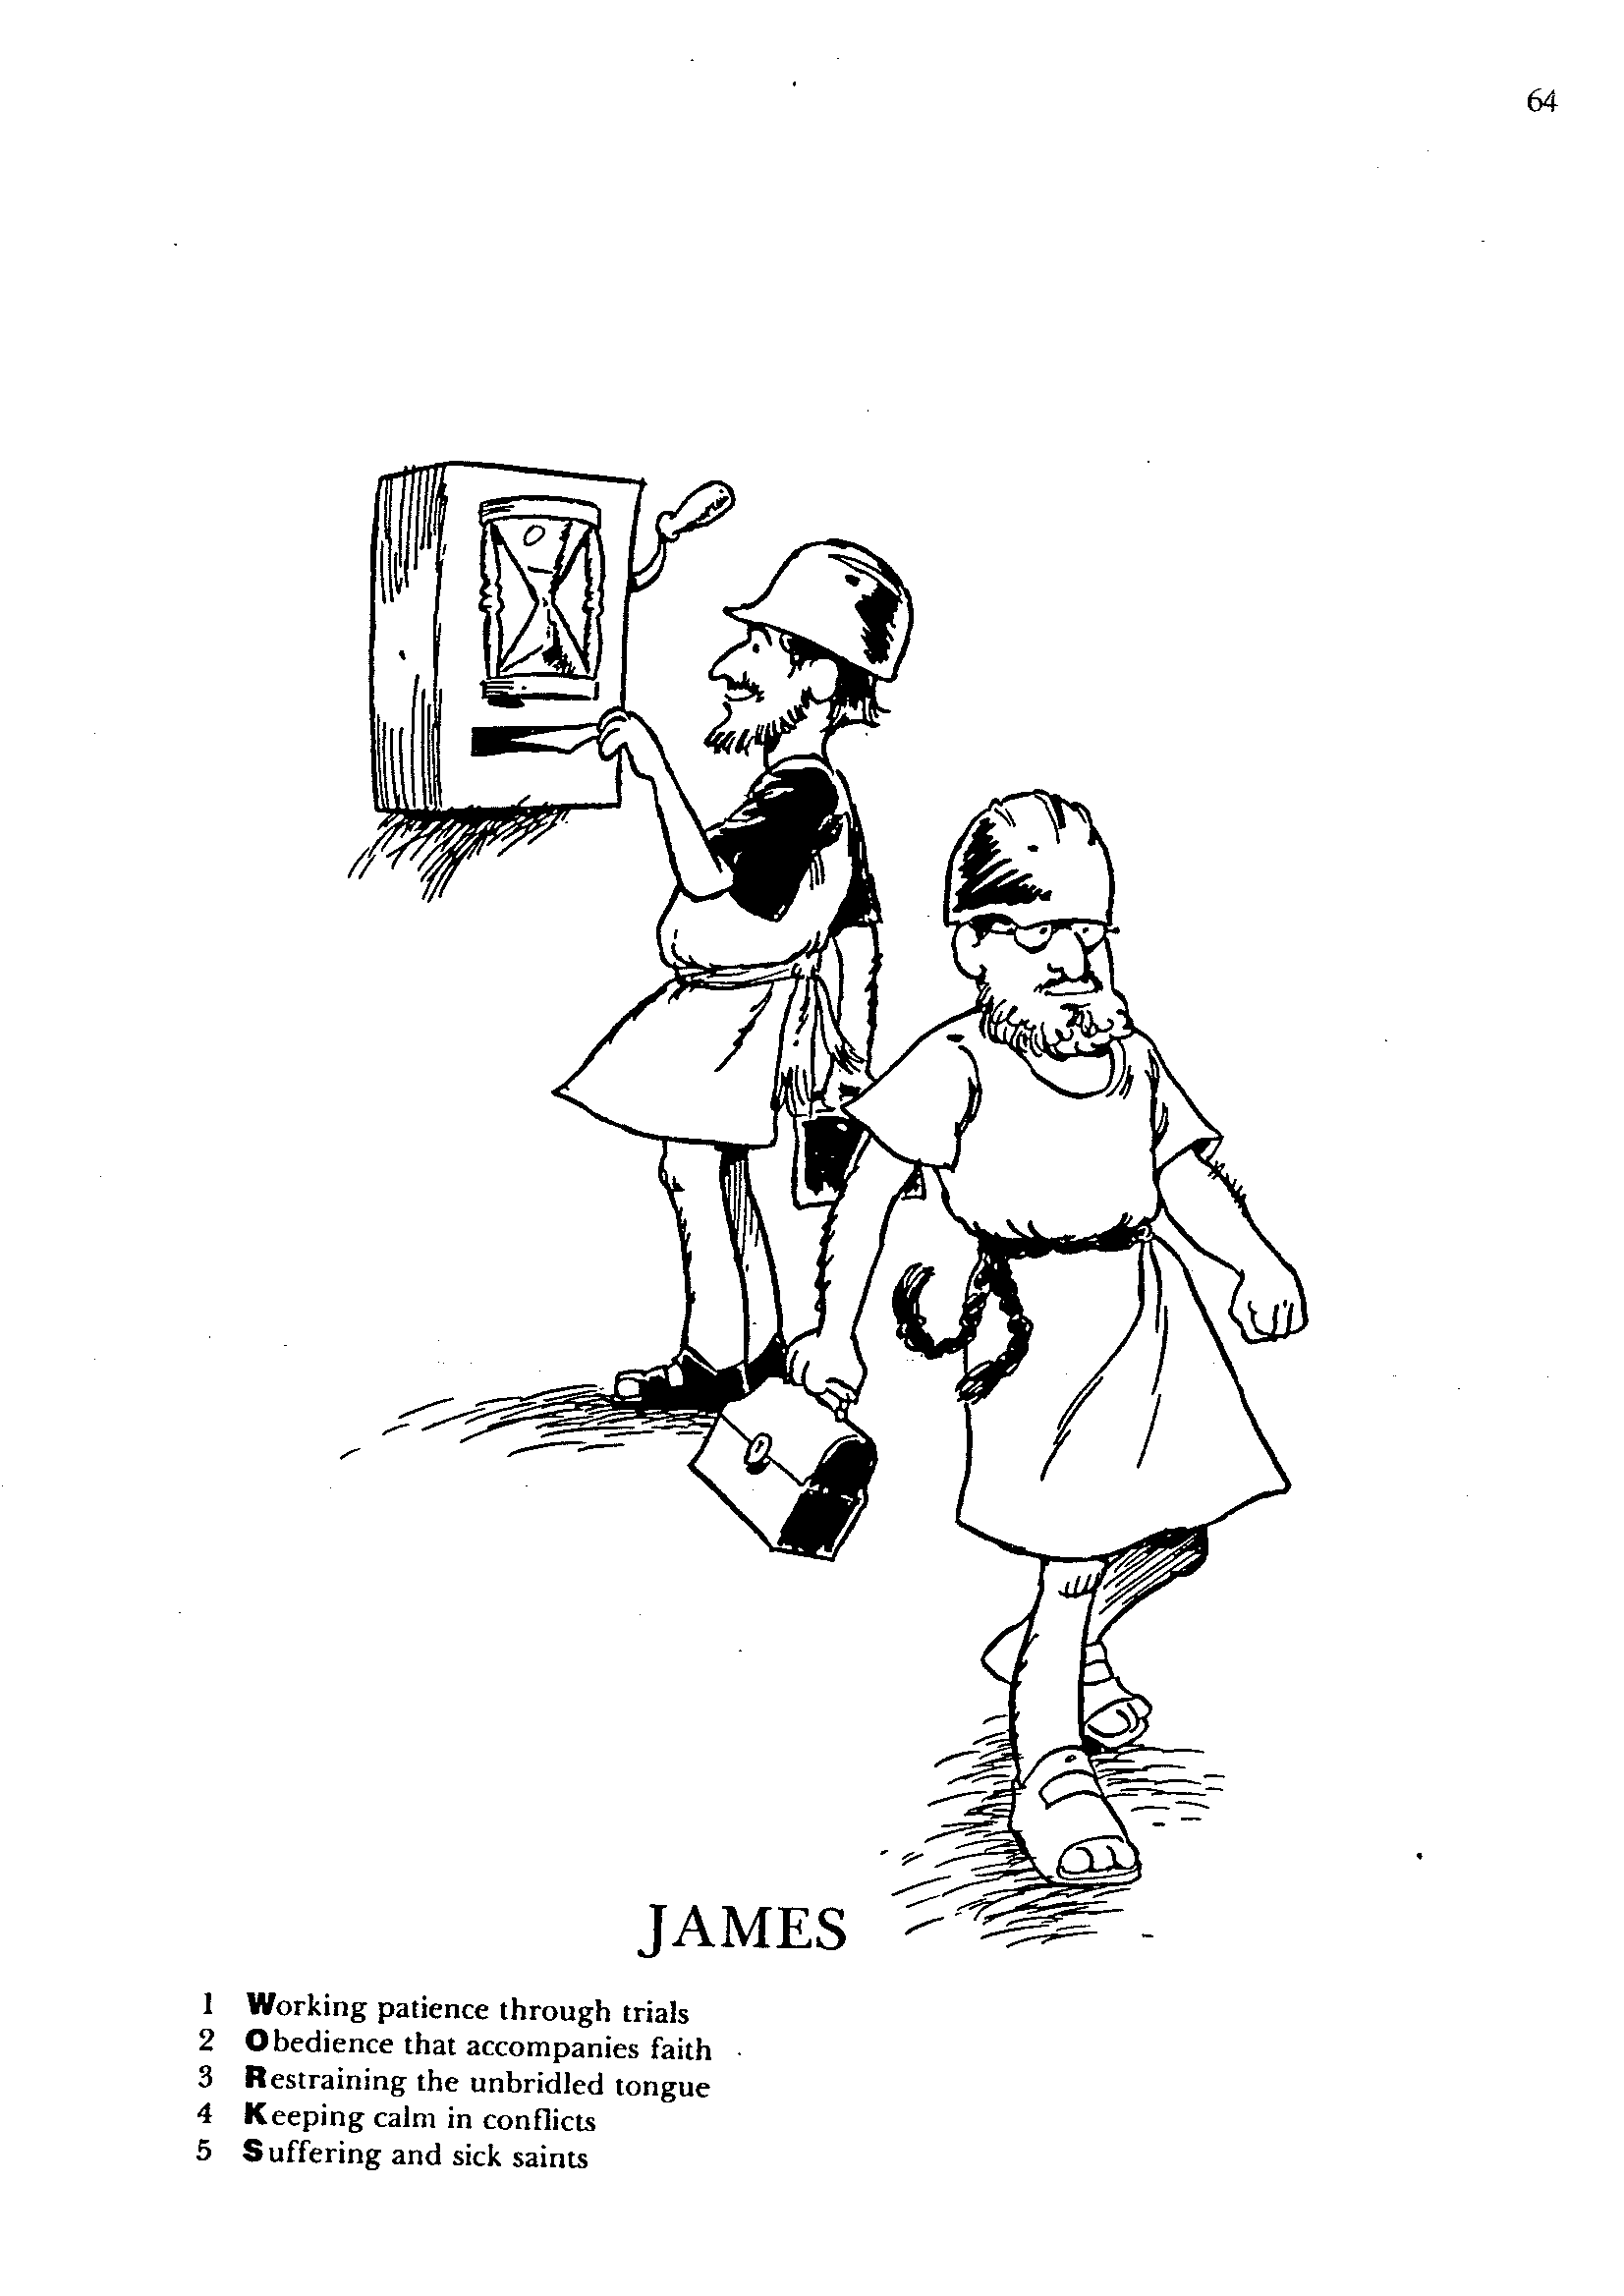 64
JAMES
1 Working patience through trials
2 Obedience that accompanies faith
3 Restraining the unbridled tongue
4 Keeping calm in conflicts
5 Suffering and sick saints